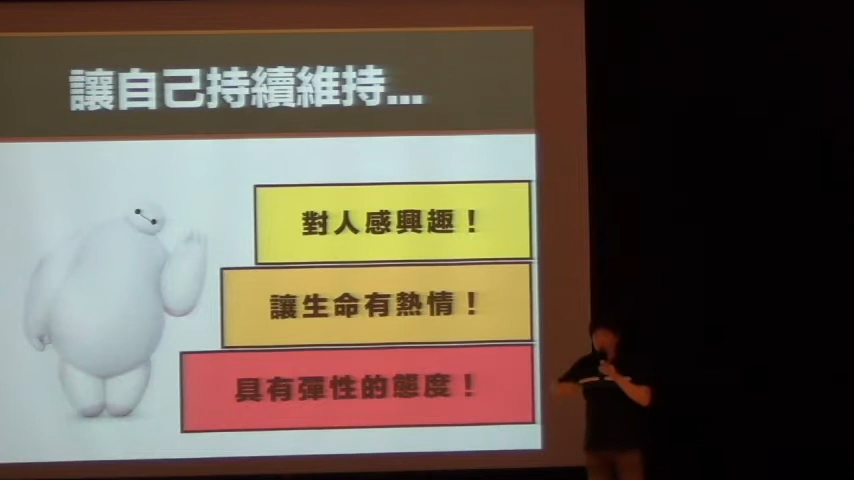 讓自己持續維持...
對人感興趣！
讓生命有熱情！
具有彈性的態度！